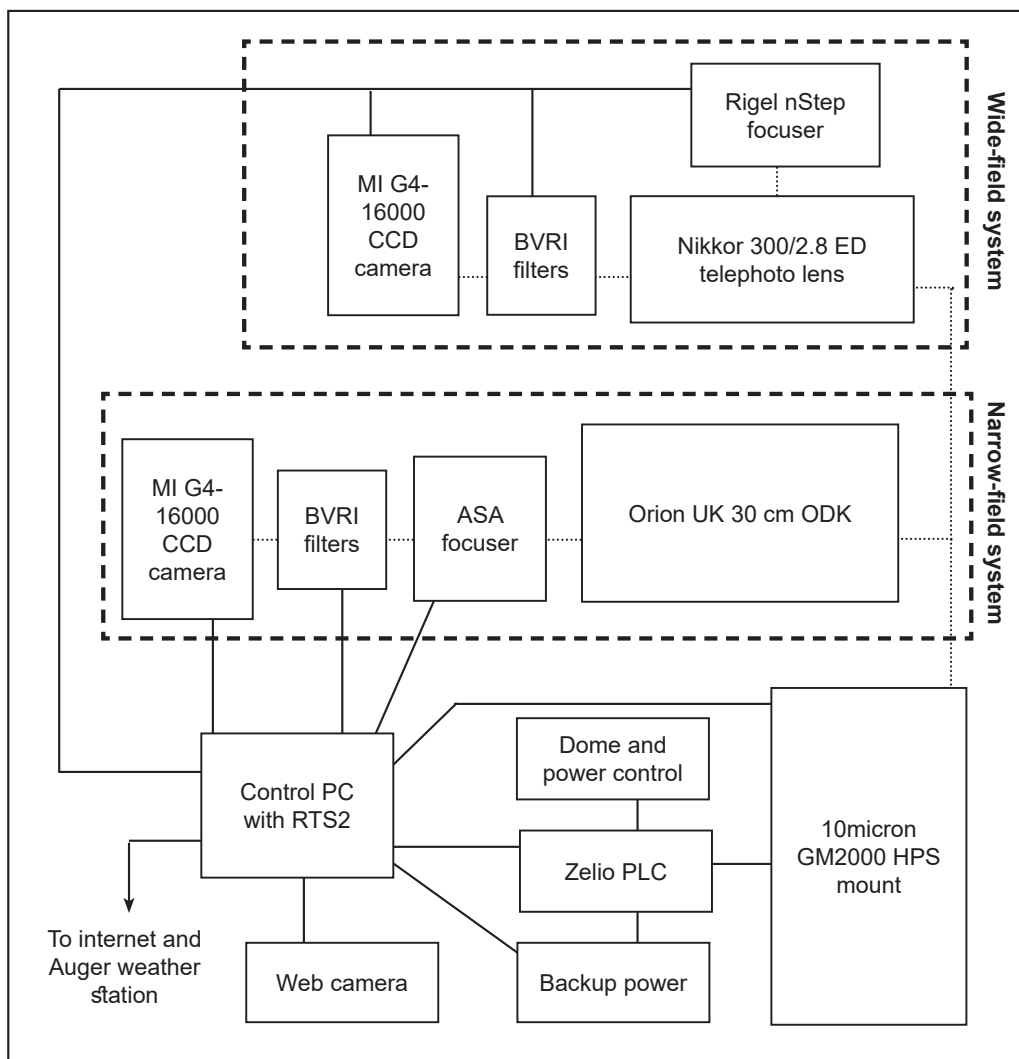 Rigel nStep
focuser
MI G4-
16000
CCD
camera
BVRI
filters
Nikkor 300/2.8 ED
telephoto lens
Wide-field system
MI G4-
16000
CCD
camera
BVRI
filters
ASA
focuser
Orion UK 30 cm ODK
Narrow-field system
Control PC
with RTS2
Dome and
power control
Zelio PLC
10micron
GM2000 HPS
mount
To internet and
Auger weather
station
Web camera
Backup power